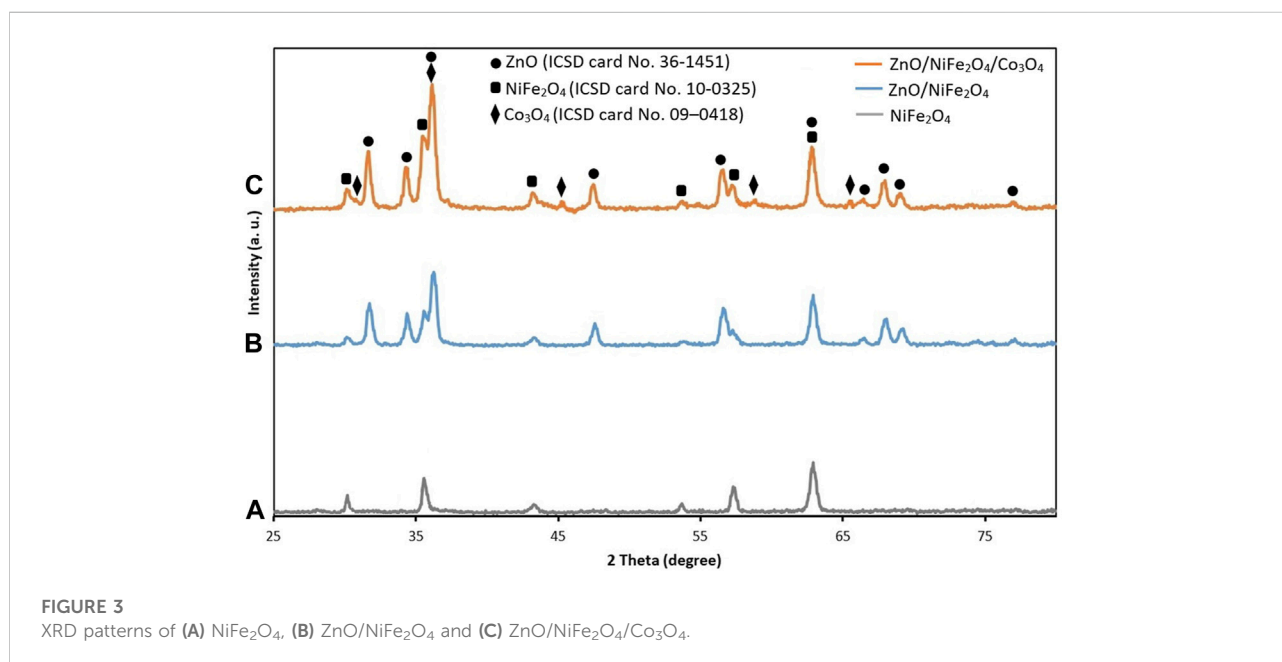 ZnO (ICSD card No. 36-1451)
NiFe₂O₄ (ICSD card No. 10-0325)
Co₃O₄ (ICSD card No. 09–0418)
ZnO/NiFe₂O₄/Co₃O₄
ZnO/NiFe₂O₄
NiFe₂O₄
C
B
A
Intensity (a. u.)
25 35 45 55 65 75
2 Theta (degree)
FIGURE 3
XRD patterns of (A) NiFe₂O₄, (B) ZnO/NiFe₂O₄ and (C) ZnO/NiFe₂O₄/Co₃O₄.